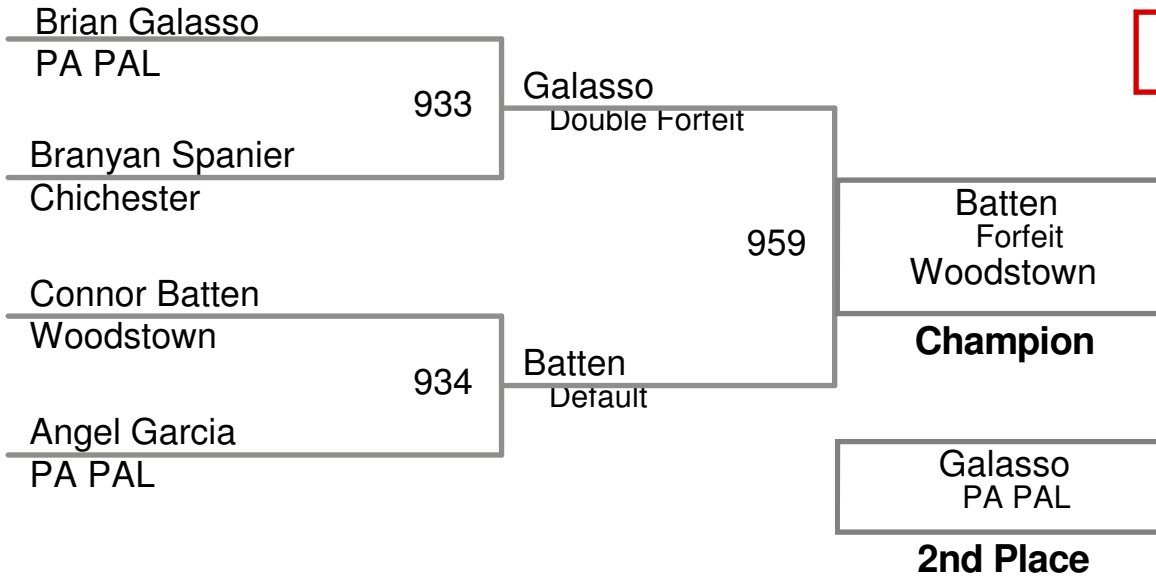 Brian Galasso
PA PAL
933
Galasso
Double Forfeit
Branyan Spanier
Chichester
959
Batten
Forfeit
Woodstown
Champion
Connor Batten
Woodstown
934
Batten
Default
Angel Garcia
PA PAL
Galasso
PA PAL
2nd Place